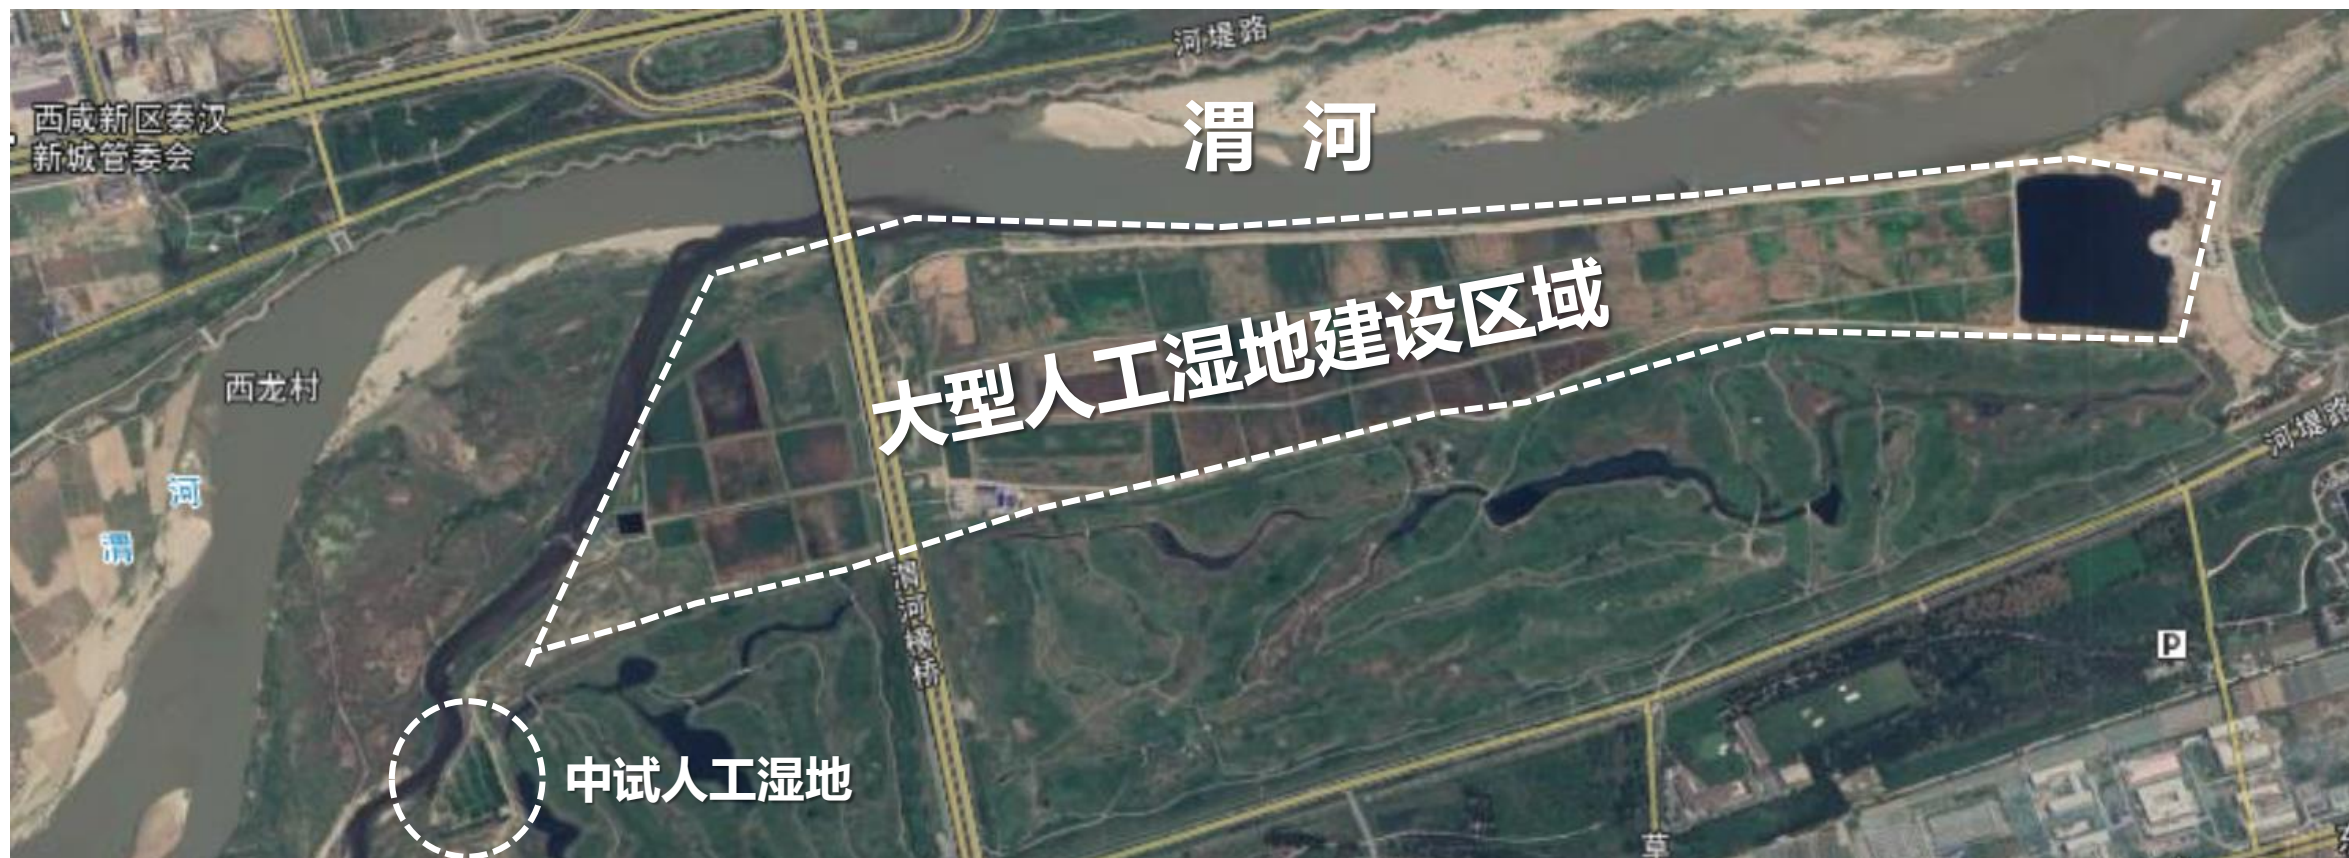 河堤路
西咸新区秦汉
新城管委会
渭 河
大型人工湿地建设区域
西龙村
河
渭
河堤路
渭河横桥
P
中试人工湿地
草